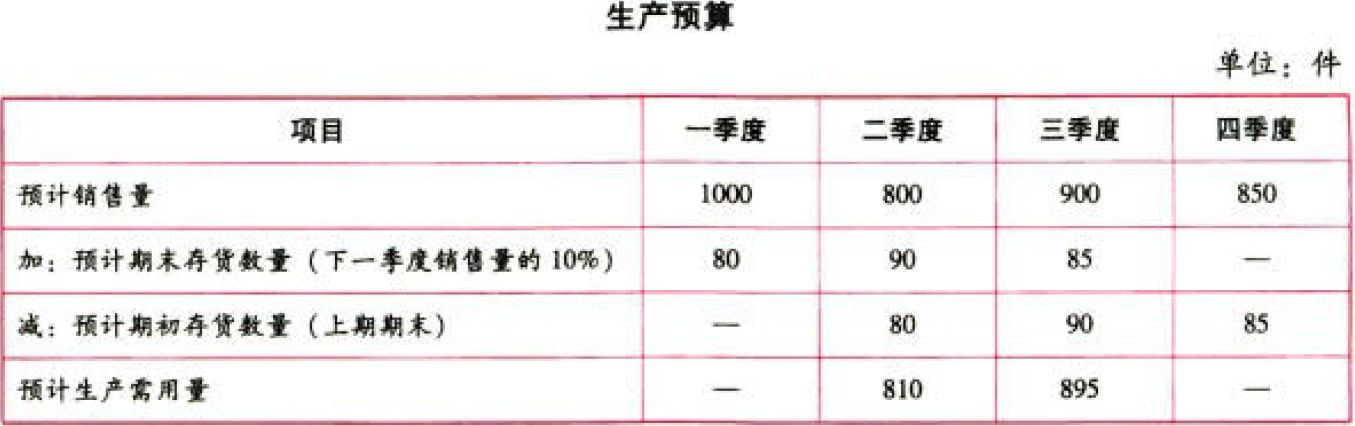 生产预算
单位：件
项目 一季度 二季度 三季度 四季度
预计销售量 1000 800 900 850
加：预计期末存货数量（下一季度销售量的10%） 80 90 85 —
减：预计期初存货数量（上期期末） — 80 90 85
预计生产需用量 — 810 895 —